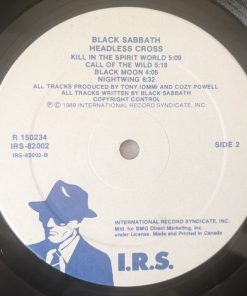 BLACK SABBATH
HEADLESS CROSS
KILL IN THE SPIRIT WORLD 5:09
CALL OF THE WILD 5:18
BLACK MOON 4:05
NIGHTWING 6:32
ALL TRACKS PRODUCED BY TONY IOMMI AND COZY POWELL
ALL TRACKS WRITTEN BY BLACK SABBATH
COPYRIGHT CONTROL
Ⓟ 1989 INTERNATIONAL RECORD SYNDICATE, INC.
R 150234
IRS-82002
IRS-82002-B
SIDE 2
INTERNATIONAL RECORD SYNDICATE, INC.
Mfd. for BMG Direct Marketing, Inc.
under License. Made and Printed in Canada
I.R.S.